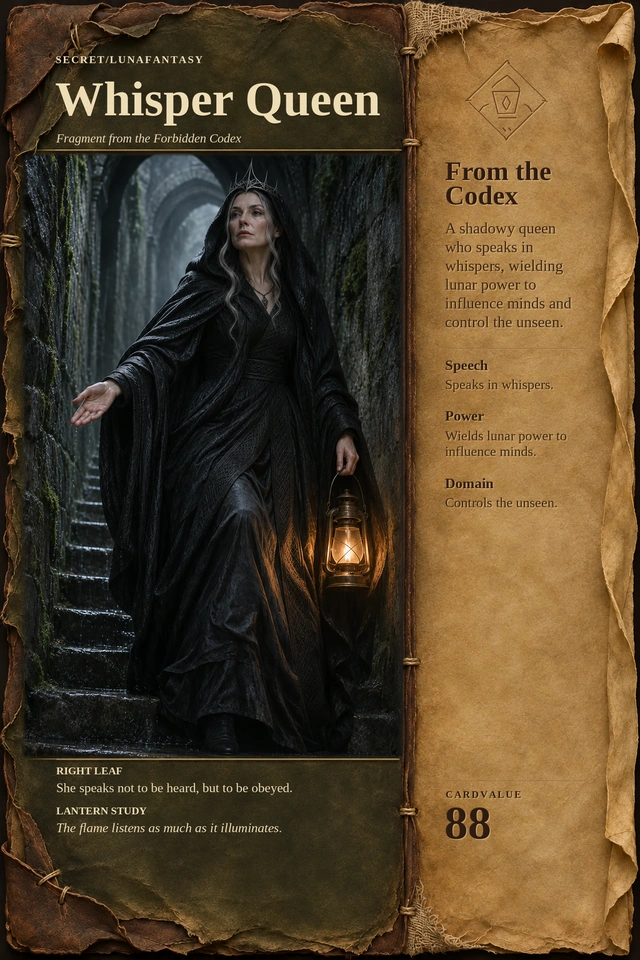 SECRET/LUNAFANTASY
Whisper Queen
Fragment from the Forbidden Codex
RIGHT LEAF
She speaks not to be heard, but to be obeyed.
LANTERN STUDY
The flame listens as much as it illuminates.
From the
Codex
A shadowy queen
who speaks in
whispers, wielding
lunar power to
influence minds and
control the unseen.
Speech
Speaks in whispers.
Power
Wields lunar power to
influence minds.
Domain
Controls the unseen.
CARDVALUE
88